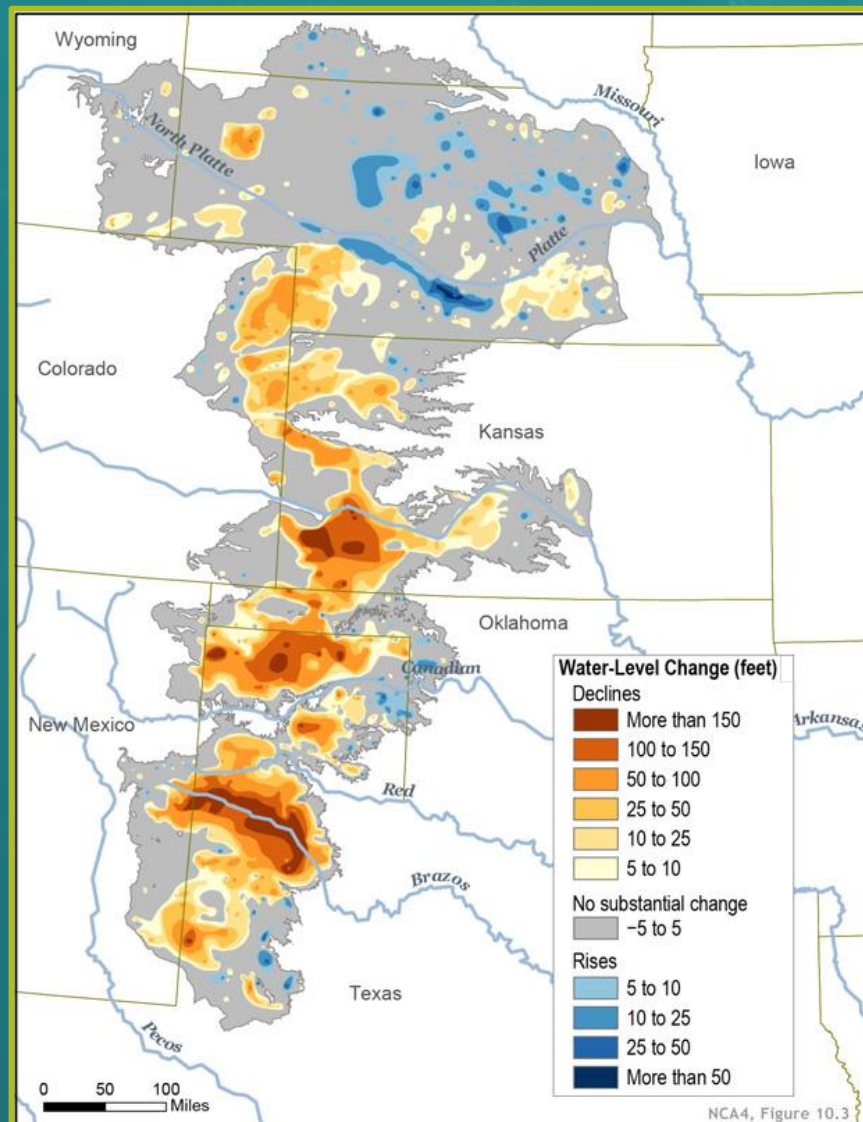 Wyoming
Missouri
North Platte
Iowa
Platte
Colorado
Kansas
Oklahoma
Canadian
New Mexico
Arkansas
Red
Brazos
Texas
Pecos
Water-Level Change (feet)
Declines
More than 150
100 to 150
50 to 100
25 to 50
10 to 25
5 to 10
No substantial change
−5 to 5
Rises
5 to 10
10 to 25
25 to 50
More than 50
0 50 100
Miles
NCA4, Figure 10.3